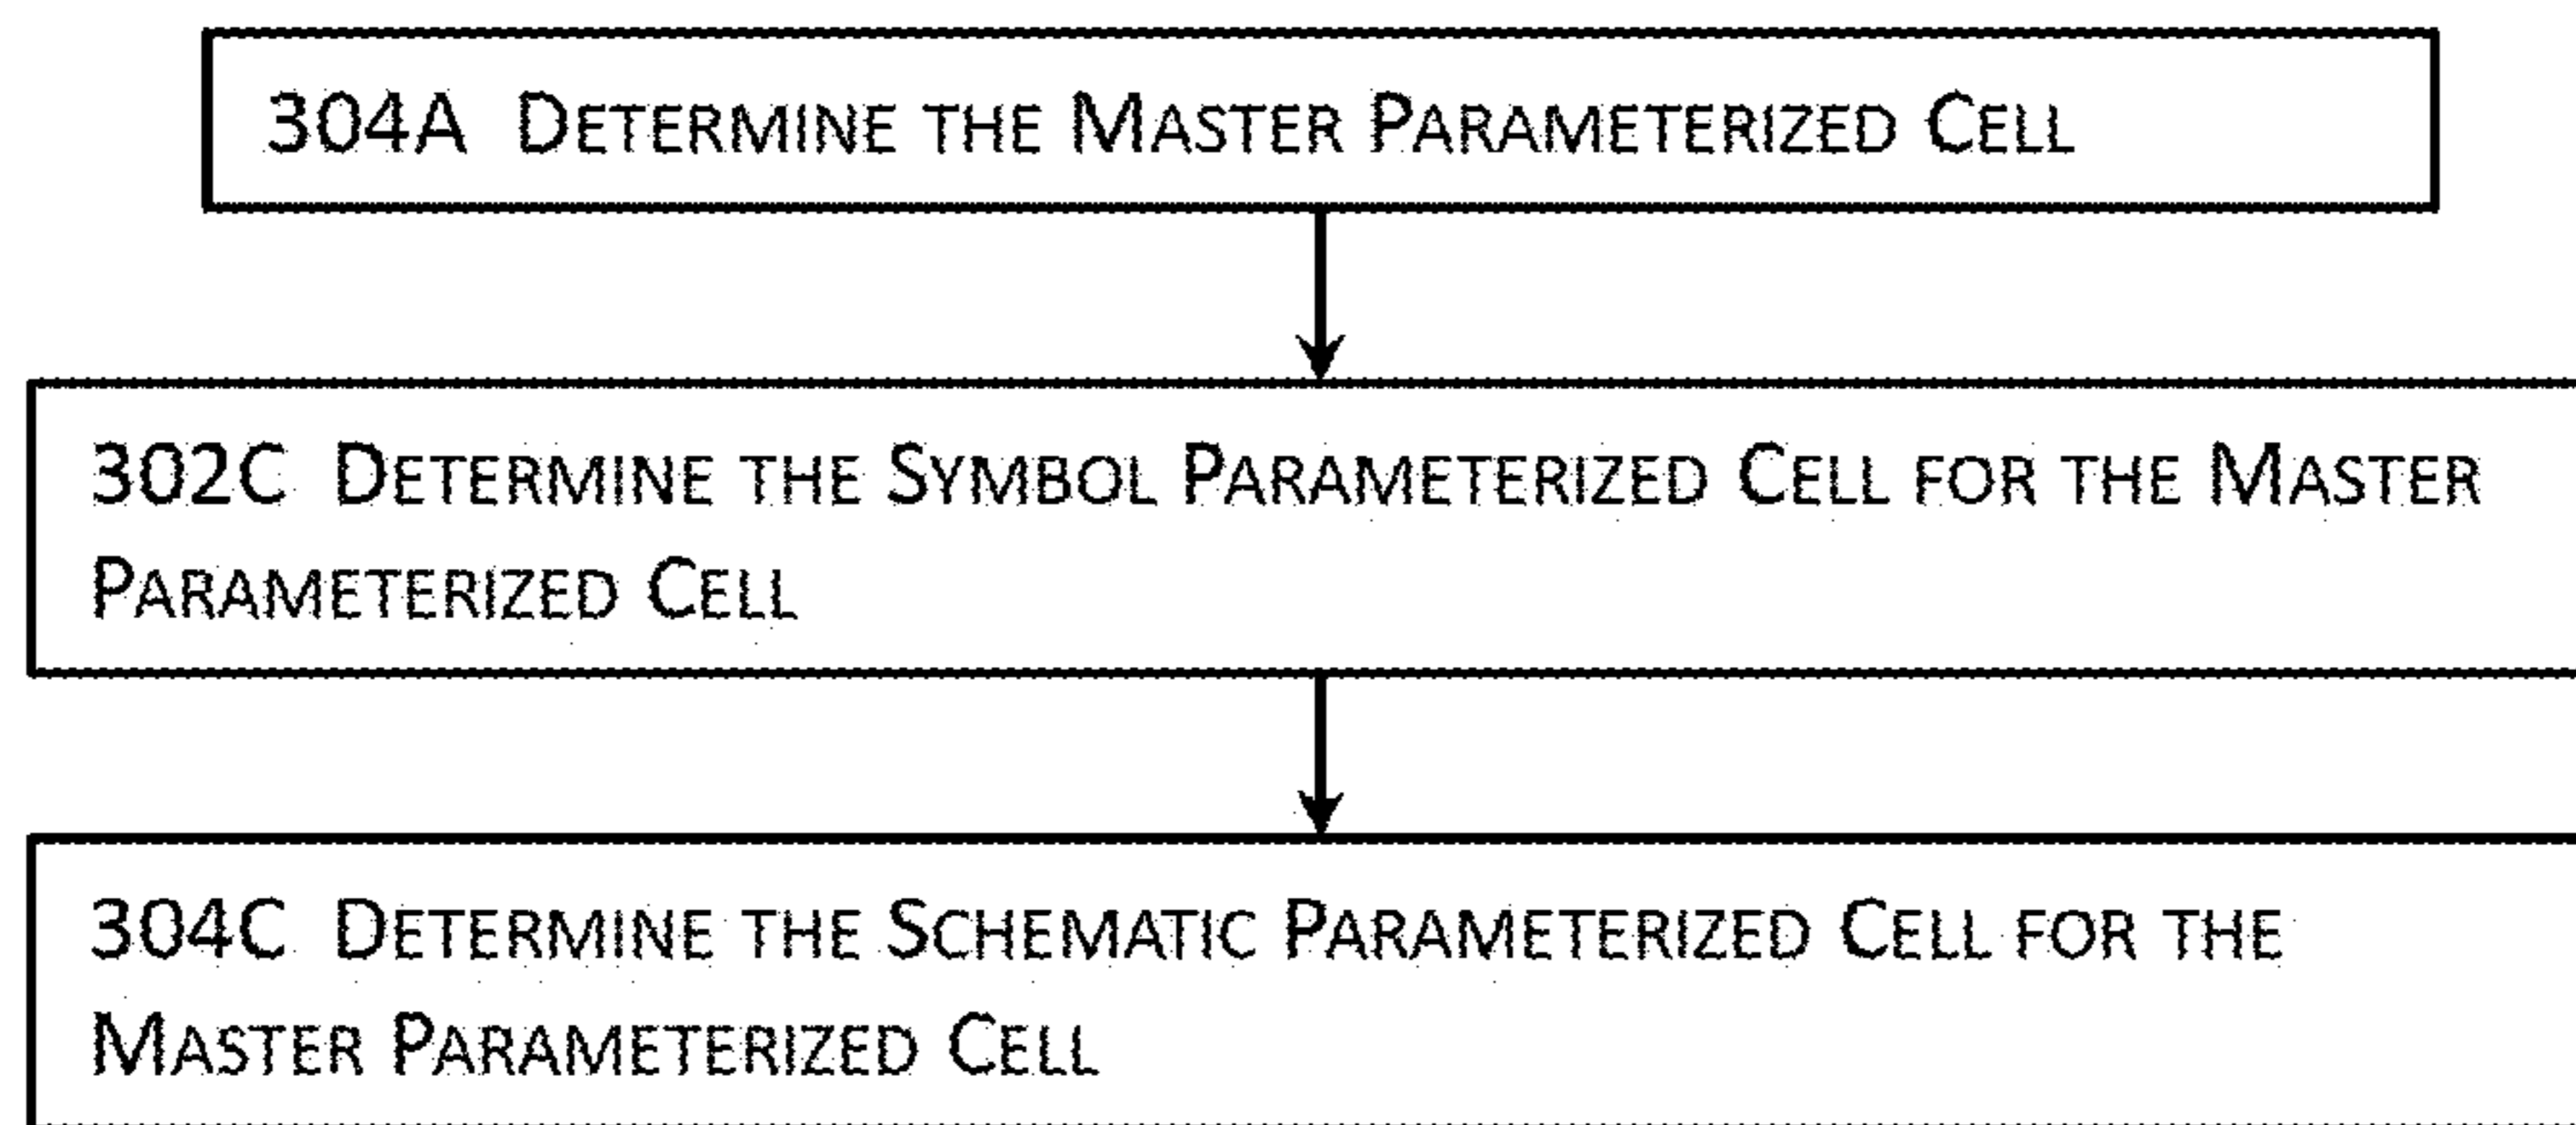 304A Determine the Master Parameterized Cell
302C Determine the Symbol Parameterized Cell for the Master
Parameterized Cell
304C Determine the Schematic Parameterized Cell for the
Master Parameterized Cell